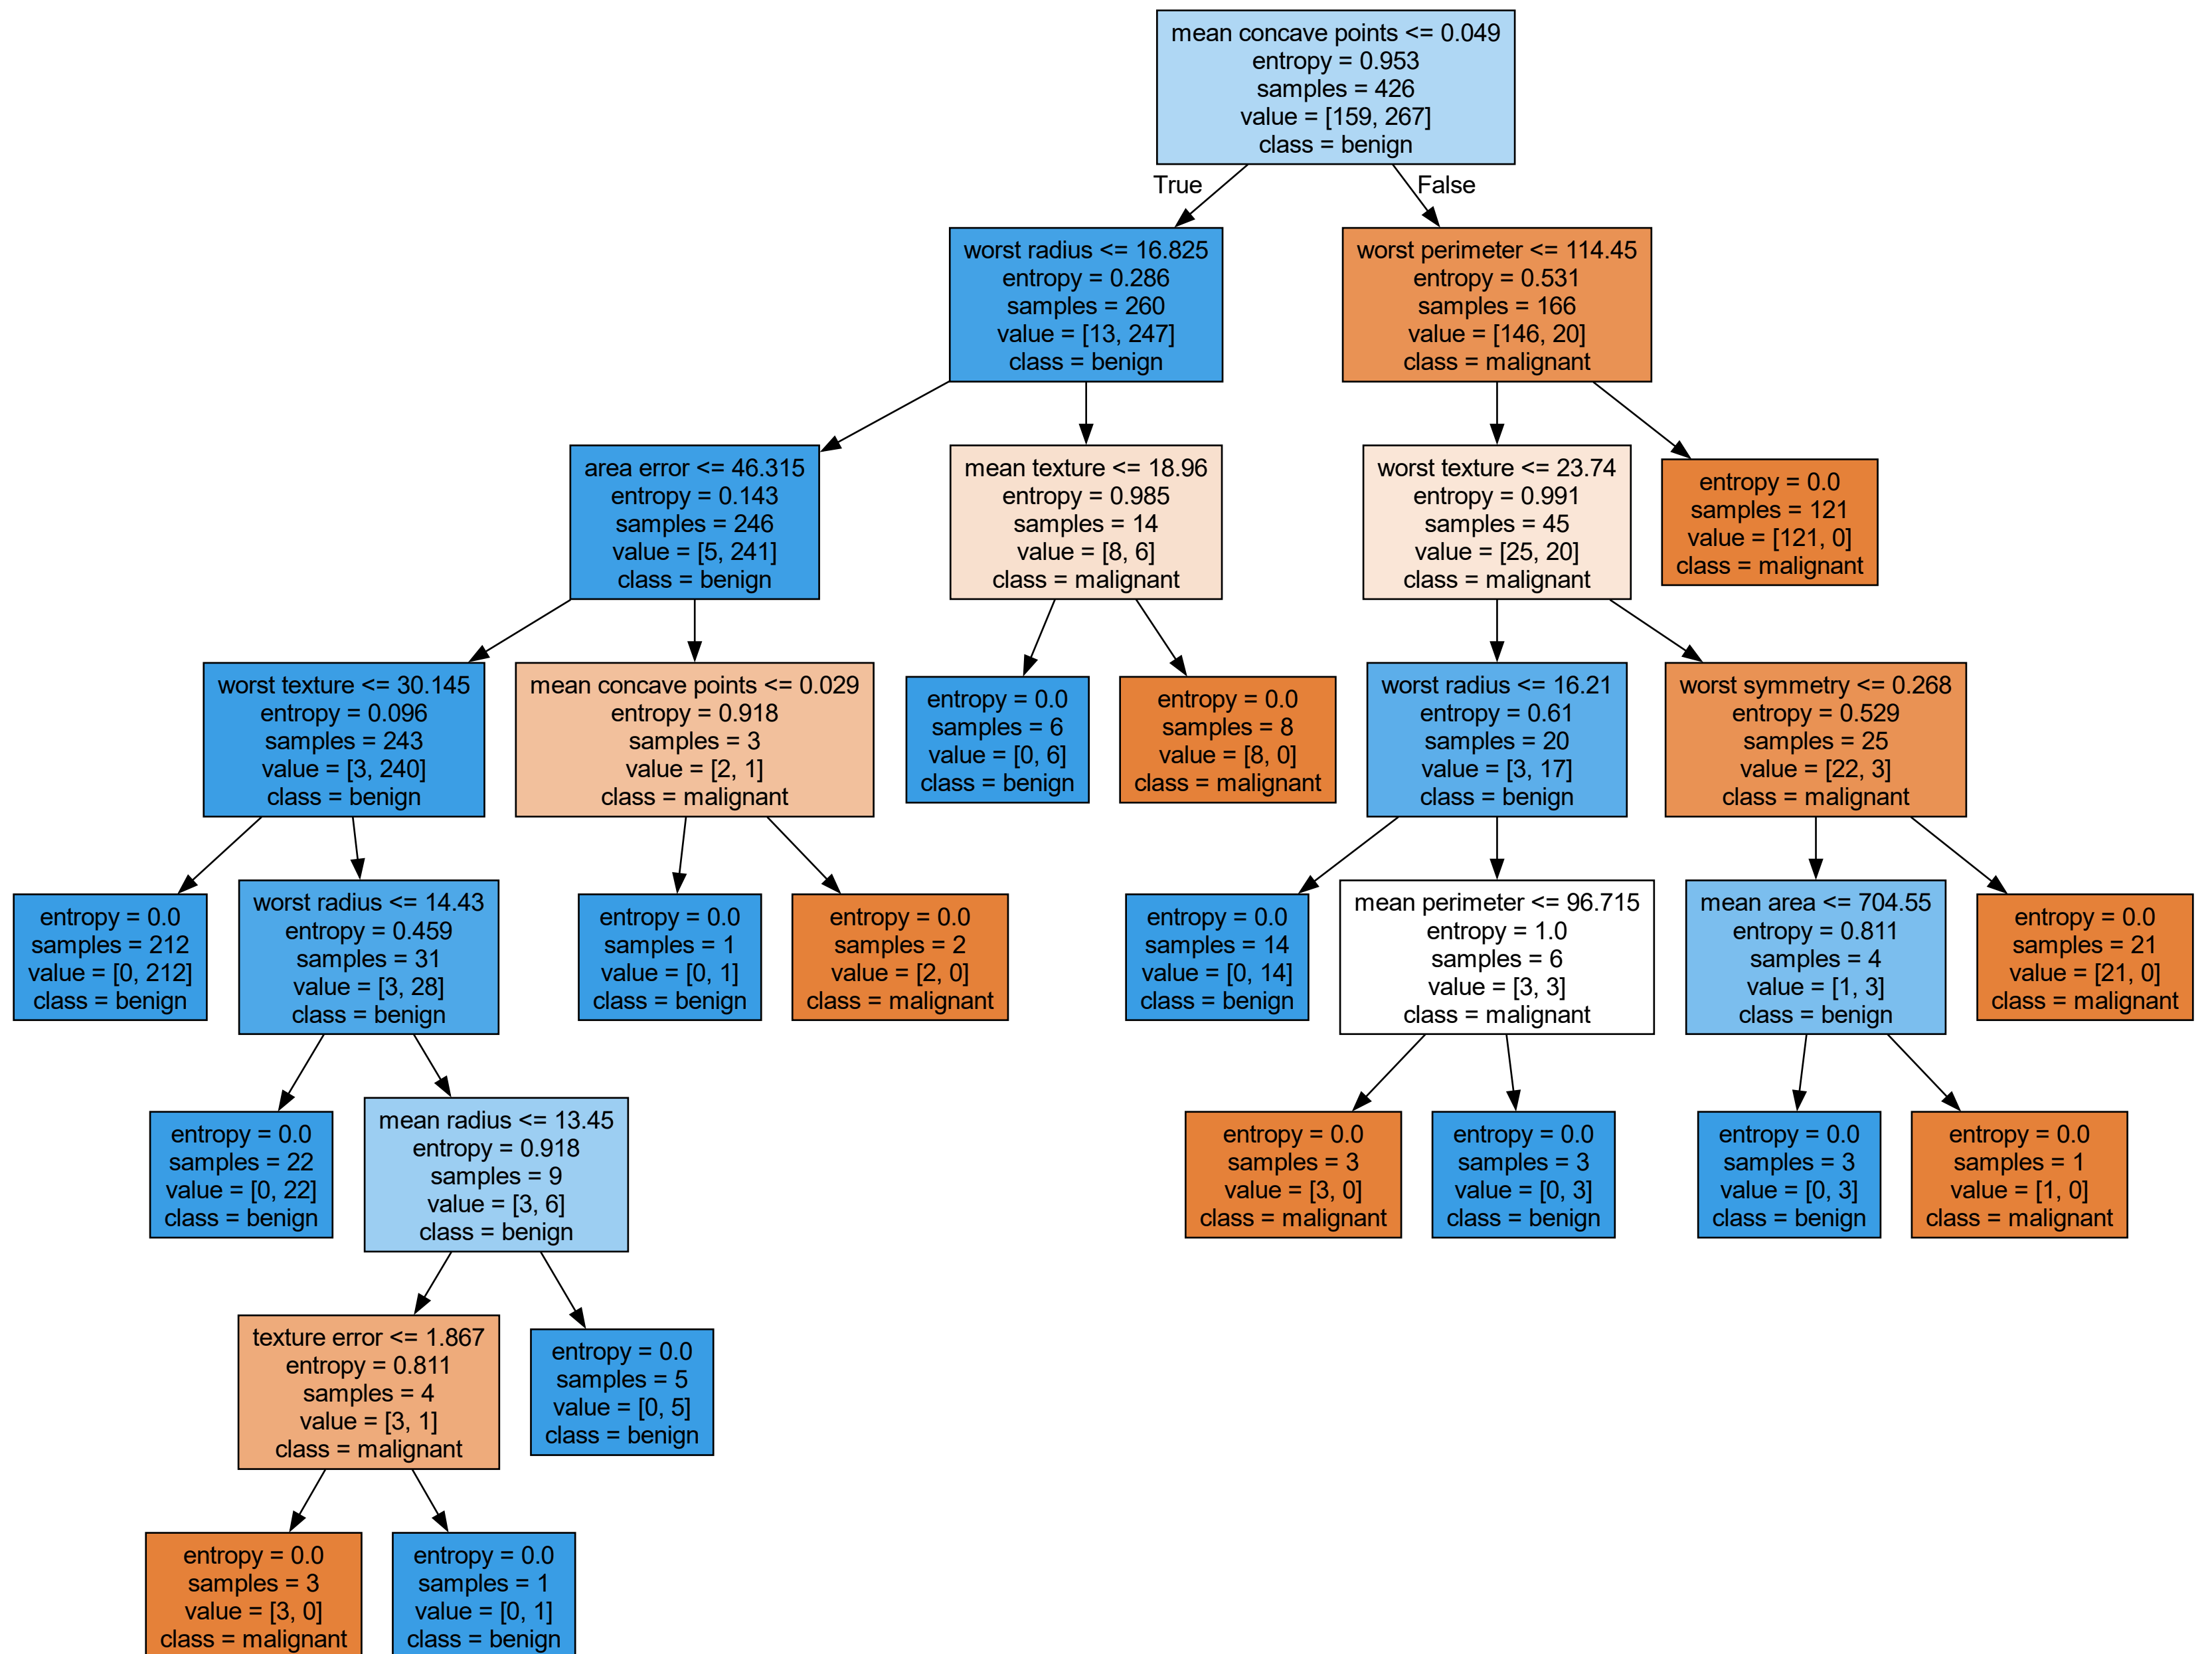 mean concave points <= 0.049
entropy = 0.953
samples = 426
value = [159, 267]
class = benign
True
False
worst radius <= 16.825
entropy = 0.286
samples = 260
value = [13, 247]
class = benign
worst perimeter <= 114.45
entropy = 0.531
samples = 166
value = [146, 20]
class = malignant
area error <= 46.315
entropy = 0.143
samples = 246
value = [5, 241]
class = benign
mean texture <= 18.96
entropy = 0.985
samples = 14
value = [8, 6]
class = malignant
worst texture <= 23.74
entropy = 0.991
samples = 45
value = [25, 20]
class = malignant
entropy = 0.0
samples = 121
value = [121, 0]
class = malignant
worst texture <= 30.145
entropy = 0.096
samples = 243
value = [3, 240]
class = benign
mean concave points <= 0.029
entropy = 0.918
samples = 3
value = [2, 1]
class = malignant
entropy = 0.0
samples = 6
value = [0, 6]
class = benign
entropy = 0.0
samples = 8
value = [8, 0]
class = malignant
worst radius <= 16.21
entropy = 0.61
samples = 20
value = [3, 17]
class = benign
worst symmetry <= 0.268
entropy = 0.529
samples = 25
value = [22, 3]
class = malignant
entropy = 0.0
samples = 212
value = [0, 212]
class = benign
worst radius <= 14.43
entropy = 0.459
samples = 31
value = [3, 28]
class = benign
entropy = 0.0
samples = 1
value = [0, 1]
class = benign
entropy = 0.0
samples = 2
value = [2, 0]
class = malignant
entropy = 0.0
samples = 14
value = [0, 14]
class = benign
mean perimeter <= 96.715
entropy = 1.0
samples = 6
value = [3, 3]
class = malignant
mean area <= 704.55
entropy = 0.811
samples = 4
value = [1, 3]
class = benign
entropy = 0.0
samples = 21
value = [21, 0]
class = malignant
entropy = 0.0
samples = 22
value = [0, 22]
class = benign
mean radius <= 13.45
entropy = 0.918
samples = 9
value = [3, 6]
class = benign
entropy = 0.0
samples = 3
value = [3, 0]
class = malignant
entropy = 0.0
samples = 3
value = [0, 3]
class = benign
entropy = 0.0
samples = 3
value = [0, 3]
class = benign
entropy = 0.0
samples = 1
value = [1, 0]
class = malignant
texture error <= 1.867
entropy = 0.811
samples = 4
value = [3, 1]
class = malignant
entropy = 0.0
samples = 5
value = [0, 5]
class = benign
entropy = 0.0
samples = 3
value = [3, 0]
class = malignant
entropy = 0.0
samples = 1
value = [0, 1]
class = benign